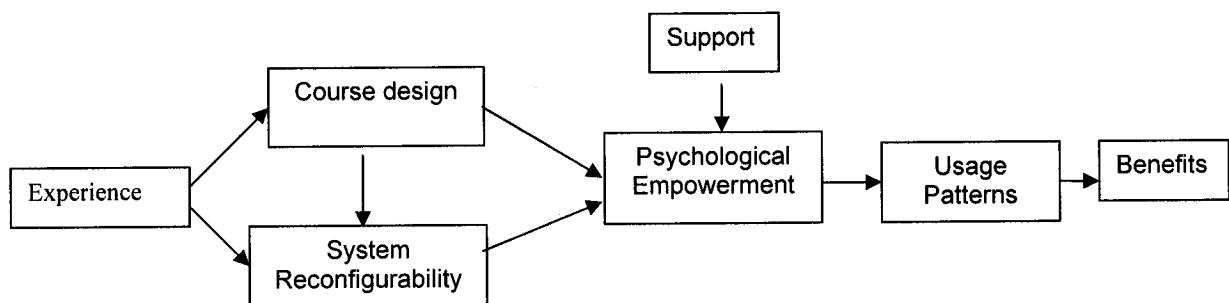 Support
Course design
Experience
System
Reconfigurability
Psychological
Empowerment
Usage
Patterns
Benefits